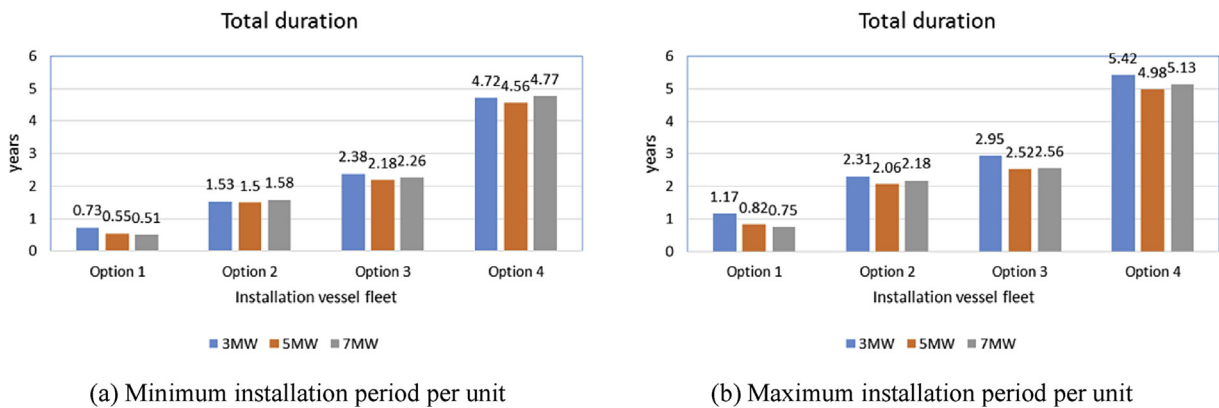 Total duration
6
5
4
3
2
1
0
years
0.73 0.55 0.51
1.53 1.5 1.58
2.38 2.18 2.26
4.72 4.56 4.77
Option 1 Option 2 Option 3 Option 4
Installation vessel fleet
3MW 5MW 7MW
(a) Minimum installation period per unit
Total duration
6
5
4
3
2
1
0
years
1.17 0.82 0.75
2.31 2.06 2.18
2.95 2.52 2.56
5.42 4.98 5.13
Option 1 Option 2 Option 3 Option 4
Installation vessel fleet
3MW 5MW 7MW
(b) Maximum installation period per unit